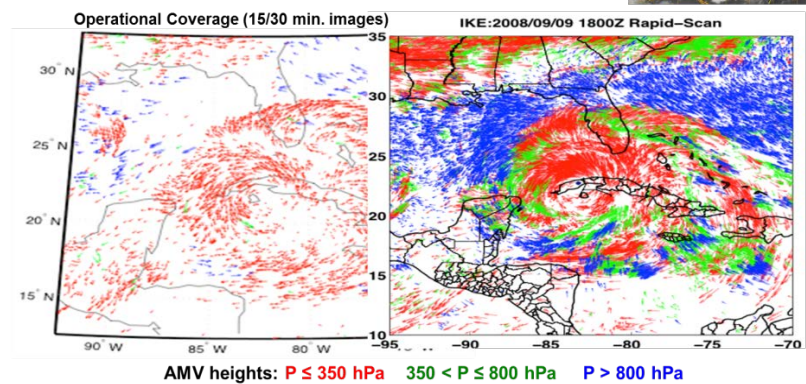 Operational Coverage (15/30 min. images)
IKE:2008/09/09 1800Z Rapid-Scan
30° N
25° N
20° N
15° N
90° W
85° W
80° W
35
30
25
20
15
10
-95
-90
-85
-80
-75
-70
AMV heights: P ≤ 350 hPa 350 < P ≤ 800 hPa P > 800 hPa